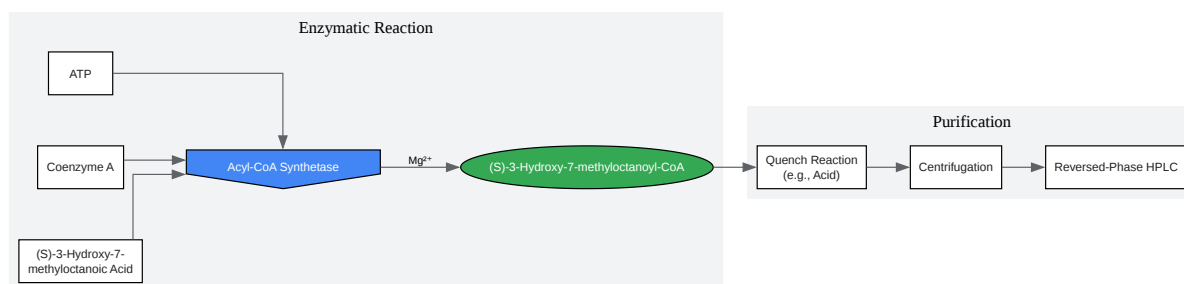 Enzymatic Reaction
ATP
Coenzyme A
(S)-3-Hydroxy-7-
methyloctanoic Acid
Acyl-CoA Synthetase
Mg²⁺
(S)-3-Hydroxy-7-methyloctanoyl-CoA
Purification
Quench Reaction
(e.g., Acid)
Centrifugation
Reversed-Phase HPLC